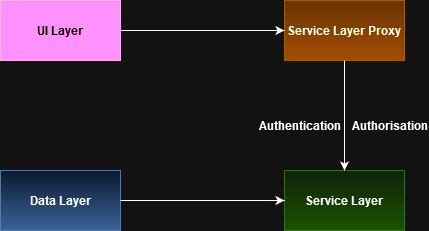 UI Layer
Service Layer Proxy
Authentication
Authorisation
Data Layer
Service Layer